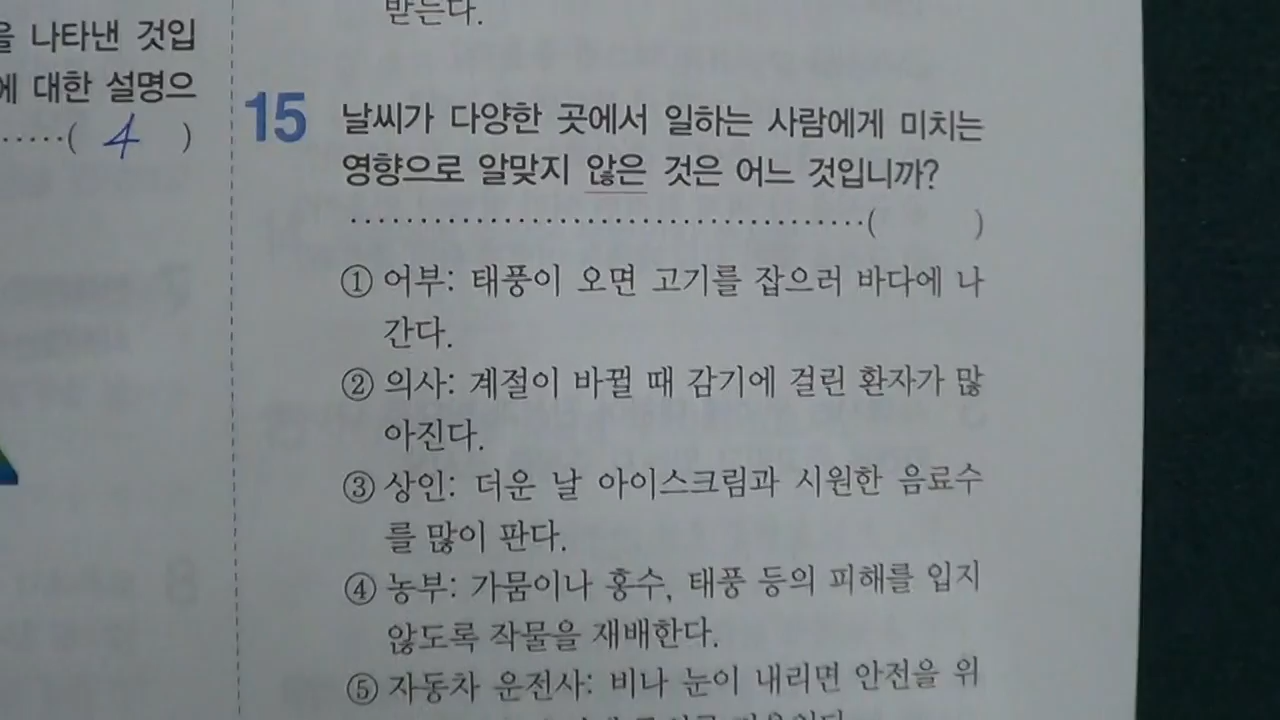 받는다.
을 나타낸 것입
에 대한 설명으
······( 4 )
15 날씨가 다양한 곳에서 일하는 사람에게 미치는
영향으로 알맞지 않은 것은 어느 것입니까?
·····································( )
① 어부: 태풍이 오면 고기를 잡으러 바다에 나
간다.
② 의사: 계절이 바뀔 때 감기에 걸린 환자가 많
아진다.
③ 상인: 더운 날 아이스크림과 시원한 음료수
를 많이 판다.
④ 농부: 가뭄이나 홍수, 태풍 등의 피해를 입지
않도록 작물을 재배한다.
⑤ 자동차 운전사: 비나 눈이 내리면 안전을 위